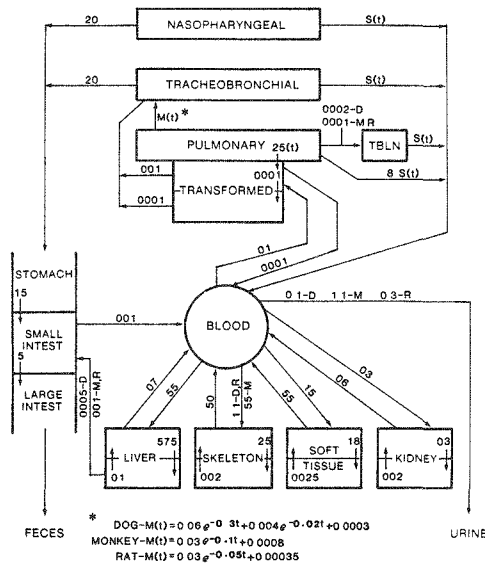 20
NASOPHARYNGEAL
S(t)
20
TRACHEOBRONCHIAL
S(t)
M(t)*
0002-D
0001-M R
PULMONARY
25(t)
TBLN
S(t)
001
0001
8 S(t)
TRANSFORMED
0001
01
0001
STOMACH
15
001
BLOOD
0 1-D 1 1-M 0 3-R
SMALL
INTEST
5
LARGE
INTEST
0005-D
001-M,R
07
55
50
1 1-D,R
55-M
55
15
06
03
575
LIVER
01
25
SKELETON
002
18
SOFT
TISSUE
0025
03
KIDNEY
002
FECES
URINE
*
DOG-M(t)=0 06e-0 3t+0 004e-0.02t+0 0003
MONKEY-M(t)=0 03e-0.1t+0 0008
RAT-M(t)=0 03e-0.05t+0 00035